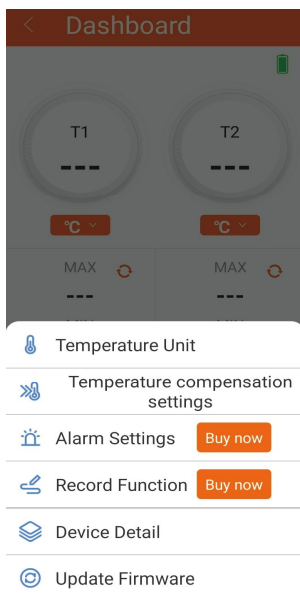 Dashboard
T1 T2
--- ---
°C °C
MAX MAX
--- ---
Temperature Unit
Temperature compensation
settings
Alarm Settings Buy now
Record Function Buy now
Device Detail
Update Firmware